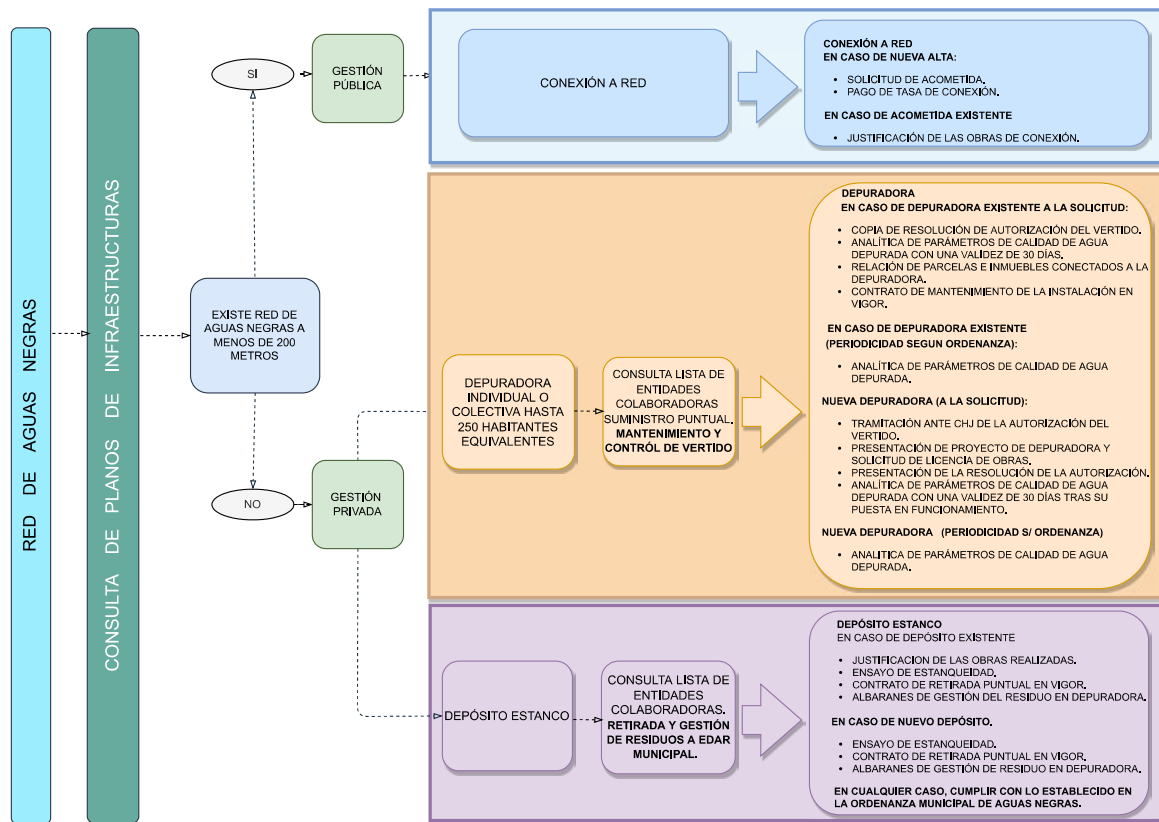 RED DE AGUAS NEGRAS
CONSULTA DE PLANOS DE INFRAESTRUCTURAS
EXISTE RED DE
AGUAS NEGRAS A
MENOS DE 200
METROS
SÍ
GESTIÓN
PÚBLICA
CONEXIÓN A RED
CONEXIÓN A RED
EN CASO DE NUEVA ALTA:
• SOLICITUD DE ACOMETIDA.
• PAGO DE TASA DE CONEXIÓN.
EN CASO DE ACOMETIDA EXISTENTE
• JUSTIFICACIÓN DE LAS OBRAS DE CONEXIÓN.
NO
GESTIÓN
PRIVADA
DEPURADORA
INDIVIDUAL O
COLECTIVA HASTA
250 HABITANTES
EQUIVALENTES
CONSULTA LISTA DE
ENTIDADES
COLABORADORAS
SUMINISTRO PUNTUAL.
MANTENIMIENTO Y
CONTRÓL DE VERTIDO
DEPURADORA
EN CASO DE DEPURADORA EXISTENTE A LA SOLICITUD:
• COPIA DE RESOLUCIÓN DE AUTORIZACIÓN DEL VERTIDO.
• ANALÍTICA DE PARÁMETROS DE CALIDAD DE AGUA
DEPURADA CON UNA VALÍDEZ DE 30 DÍAS.
• RELACIÓN DE PARCELAS E INMUEBLES CONECTADOS A LA
DEPURADORA.
• CONTRATO DE MANTENIMIENTO DE LA INSTALACIÓN EN
VIGOR.
EN CASO DE DEPURADORA EXISTENTE
(PERIODICIDAD SEGUN ORDENANZA):
• ANALÍTICA DE PARÁMETROS DE CALIDAD DE AGUA
DEPURADA.
NUEVA DEPURADORA (A LA SOLICITUD):
• TRAMITACIÓN ANTE CHJ DE LA AUTORIZACIÓN DEL
VERTIDO.
• PRESENTACIÓN DE PROYECTO DE DEPURADORA Y
SOLICITUD DE LICENCIA DE OBRAS.
• PRESENTACIÓN DE LA RESOLUCIÓN DE LA AUTORIZACIÓN.
• ANALÍTICA DE PARÁMETROS DE CALIDAD DE AGUA
DEPURADA CON UNA VALIDEZ DE 30 DÍAS TRAS SU
PUESTA EN FUNCIONAMIENTO.
NUEVA DEPURADORA (PERIODICIDAD S/ ORDENANZA)
• ANALITICA DE PARÁMETROS DE CALIDAD DE AGUA
DEPURADA.
DEPÓSITO ESTANCO
CONSULTA LISTA DE
ENTIDADES
COLABORADORAS.
RETIRADA Y GESTIÓN
DE RESIDUOS A EDAR
MUNICIPAL.
DEPÓSITO ESTANCO
EN CASO DE DEPÓSITO EXISTENTE
• JUSTIFICACION DE LAS OBRAS REALIZADAS.
• ENSAYO DE ESTANQUEIDAD.
• CONTRATO DE RETIRADA PUNTUAL EN VIGOR.
• ALBARANES DE GESTIÓN DEL RESIDUO EN DEPURADORA.
EN CASO DE NUEVO DEPÓSITO.
• ENSAYO DE ESTANQUEIDAD.
• CONTRATO DE RETIRADA PUNTUAL EN VIGOR.
• ALBARANES DE GESTIÓN DE RESIDUO EN DEPURADORA.
EN CUALQUIER CASO, CUMPLIR CON LO ESTABLECIDO EN
LA ORDENANZA MUNICIPAL DE AGUAS NEGRAS.